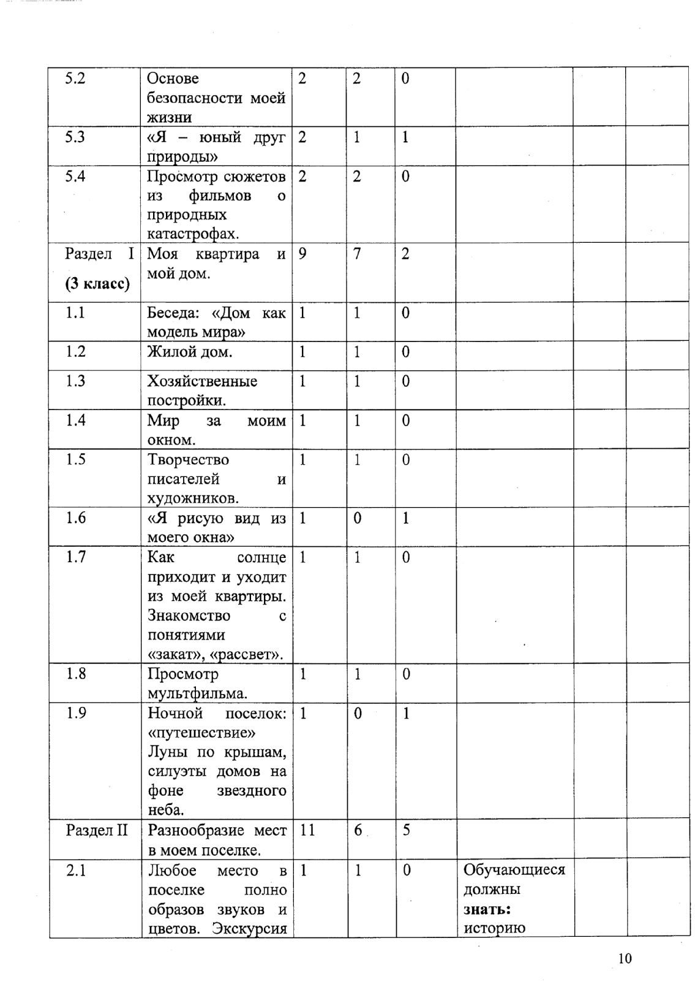 5.2 Основе 2 2 0
безопасности моей
жизни
5.3 «Я – юный друг 2 1 1
природы»
5.4 Просмотр сюжетов 2 2 0
из фильмов о
природных
катастрофах.
Раздел I Моя квартира и 9 7 2
мой дом.
(3 класс)
1.1 Беседа: «Дом как 1 1 0
модель мира»
1.2 Жилой дом. 1 1 0
1.3 Хозяйственные 1 1 0
постройки.
1.4 Мир за моим 1 1 0
окном.
1.5 Творчество 1 1 0
писателей и
художников.
1.6 «Я рисую вид из 1 0 1
моего окна»
1.7 Как солнце 1 1 0
приходит и уходит
из моей квартиры.
Знакомство с
понятиями
«закат», «рассвет».
1.8 Просмотр 1 1 0
мультфильма.
1.9 Ночной поселок: 1 0 1
«путешествие»
Луны по крышам,
силуэты домов на
фоне звездного
неба.
Раздел II Разнообразие мест 11 6 5
в моем поселке.
2.1 Любое место в 1 1 0 Обучающиеся
поселке полно должны
образов звуков и знать:
цветов. Экскурсия историю
10